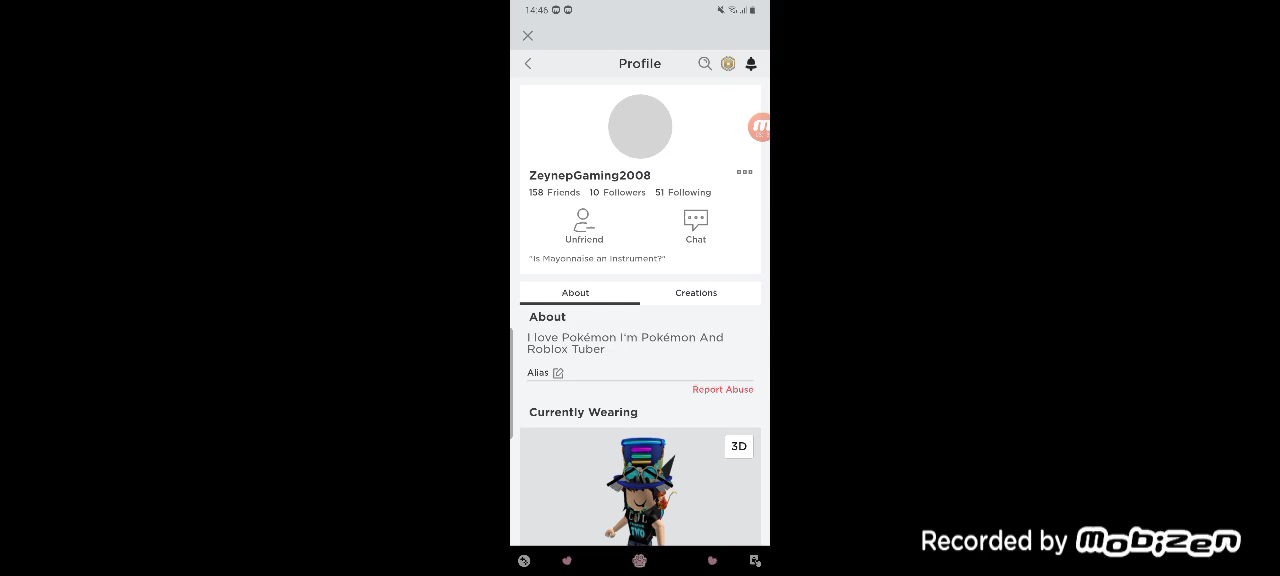 14:46
Profile
ZeynepGaming2008
158 Friends 10 Followers 51 Following
Unfriend Chat
"Is Mayonnaise an Instrument?"
About Creations
About
I love Pokémon I'm Pokémon And
Roblox Tuber
Alias
Report Abuse
Currently Wearing
3D
TWO
Recorded by mobizen